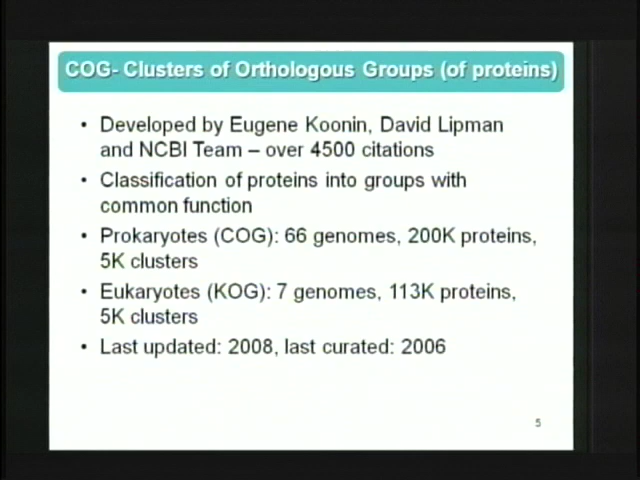 COG- Clusters of Orthologous Groups (of proteins)
• Developed by Eugene Koonin, David Lipman
and NCBI Team – over 4500 citations
• Classification of proteins into groups with
common function
• Prokaryotes (COG): 66 genomes, 200K proteins,
5K clusters
• Eukaryotes (KOG): 7 genomes, 113K proteins,
5K clusters
• Last updated: 2008, last curated: 2006
5